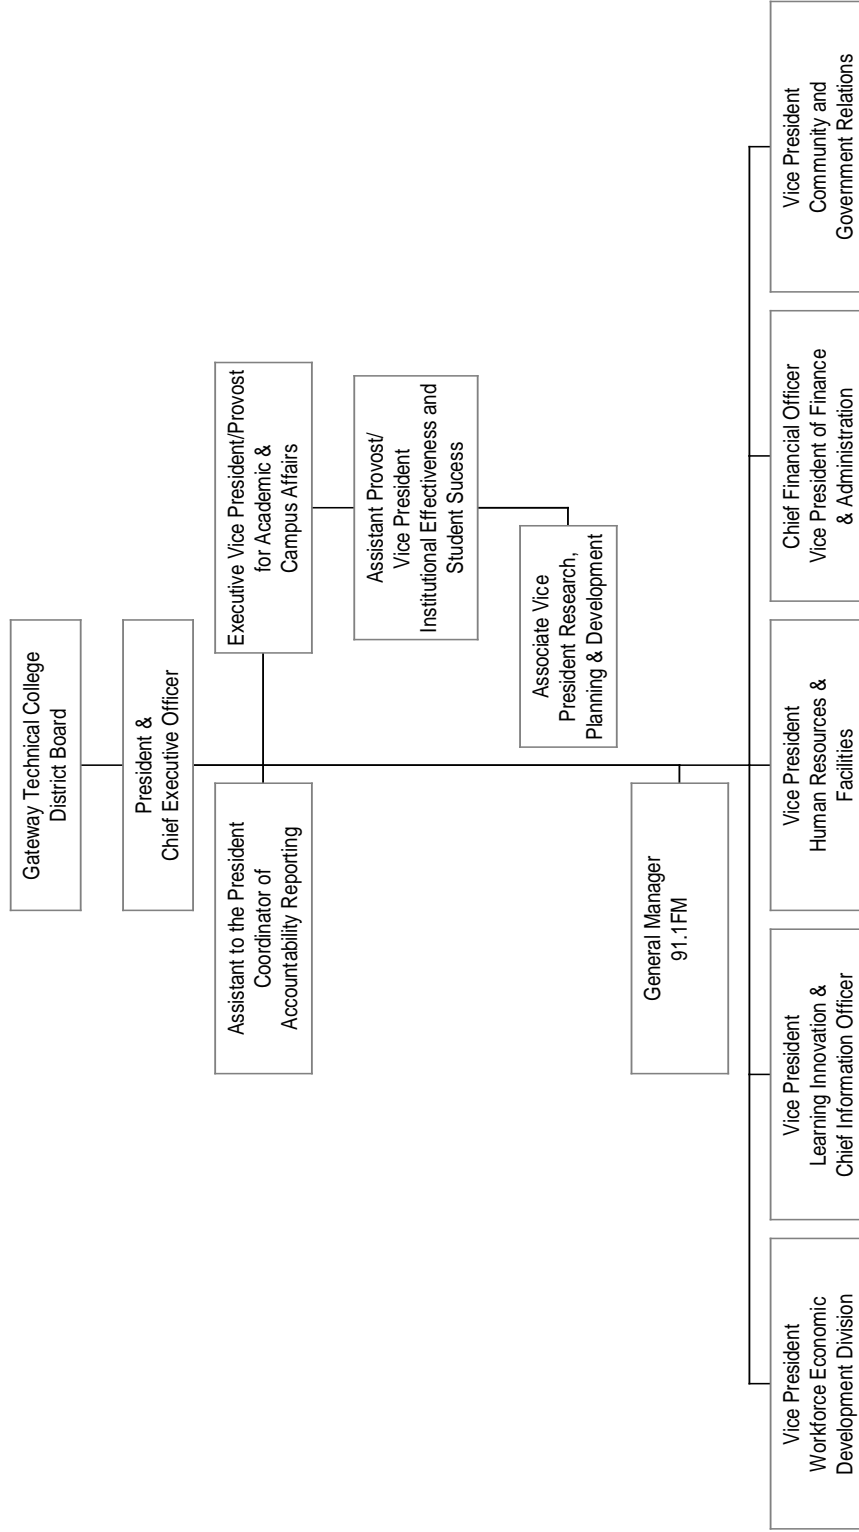 Gateway Technical College
District Board
President &
Chief Executive Officer
Assistant to the President
Coordinator of
Accountability Reporting
Executive Vice President/Provost
for Academic &
Campus Affairs
Assistant Provost/
Vice President
Institutional Effectiveness and
Student Sucess
Associate Vice
President Research,
Planning & Development
General Manager
91.1FM
Vice President
Workforce Economic
Development Division
Vice President
Learning Innovation &
Chief Information Officer
Vice President
Human Resources &
Facilities
Chief Financial Officer
Vice President of Finance
& Administration
Vice President
Community and
Government Relations